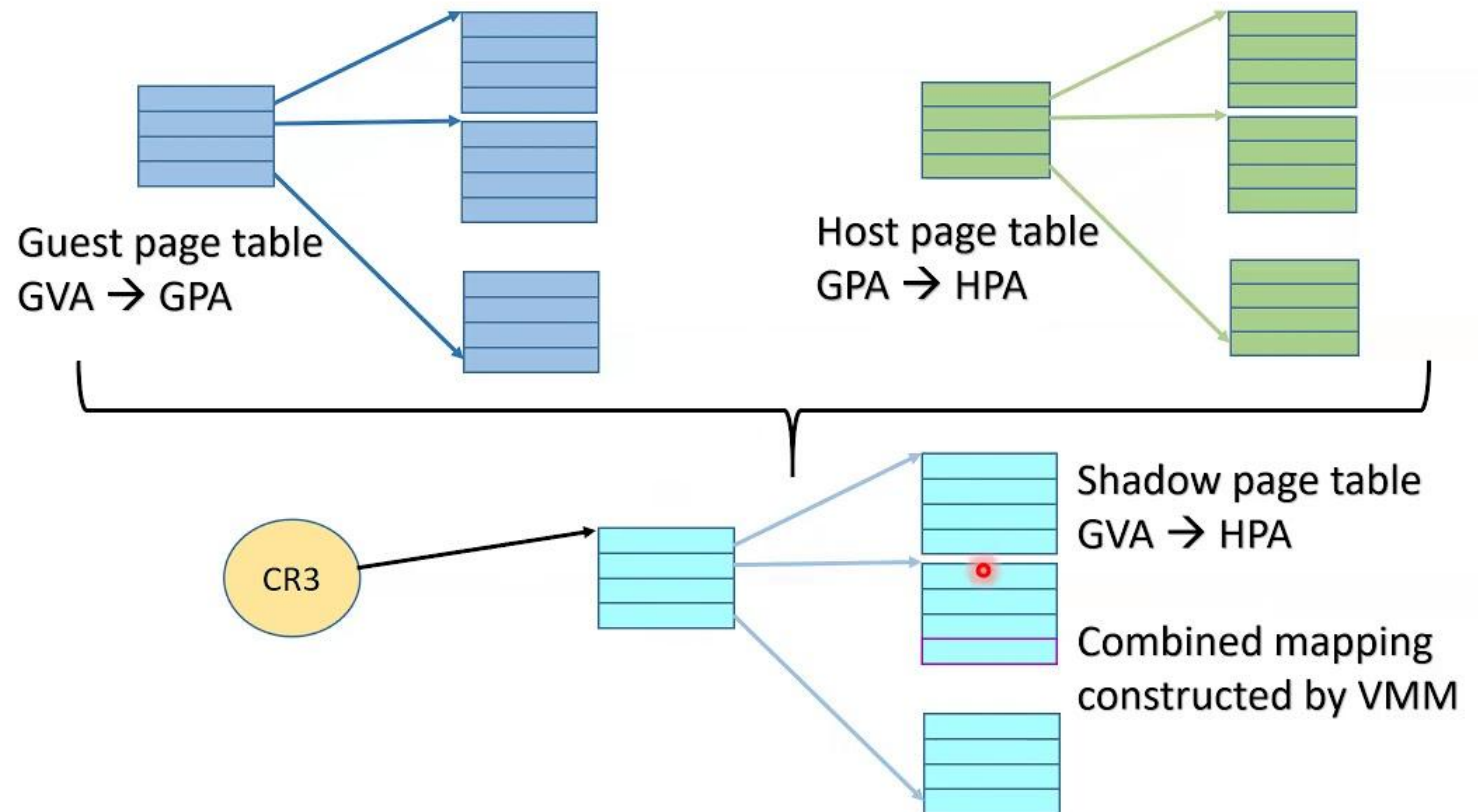 Guest page table
GVA → GPA
Host page table
GPA → HPA
CR3
Shadow page table
GVA → HPA
Combined mapping
constructed by VMM